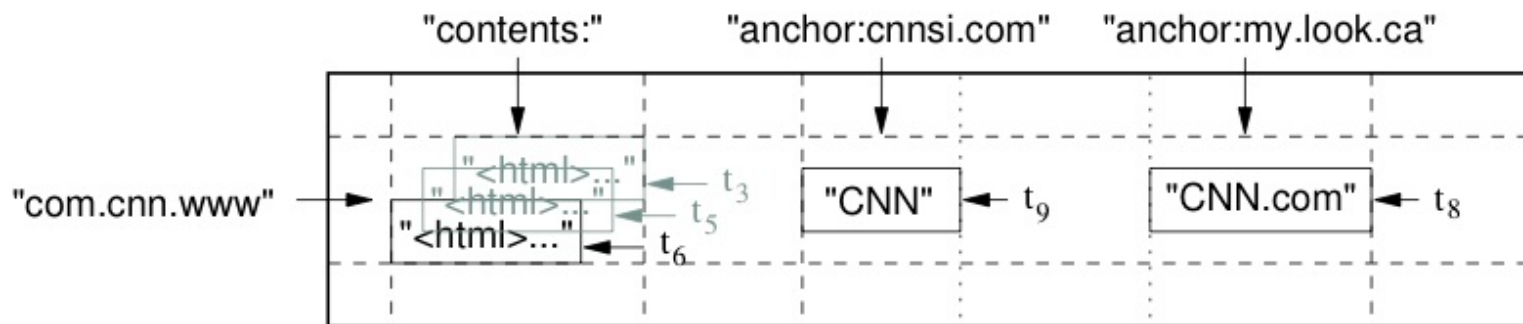 "contents:" "anchor:cnnsi.com" "anchor:my.look.ca"
"<html>..." t3
"com.cnn.www" "<html>..." t5 "CNN" t9 "CNN.com" t8
"<html>..." t6